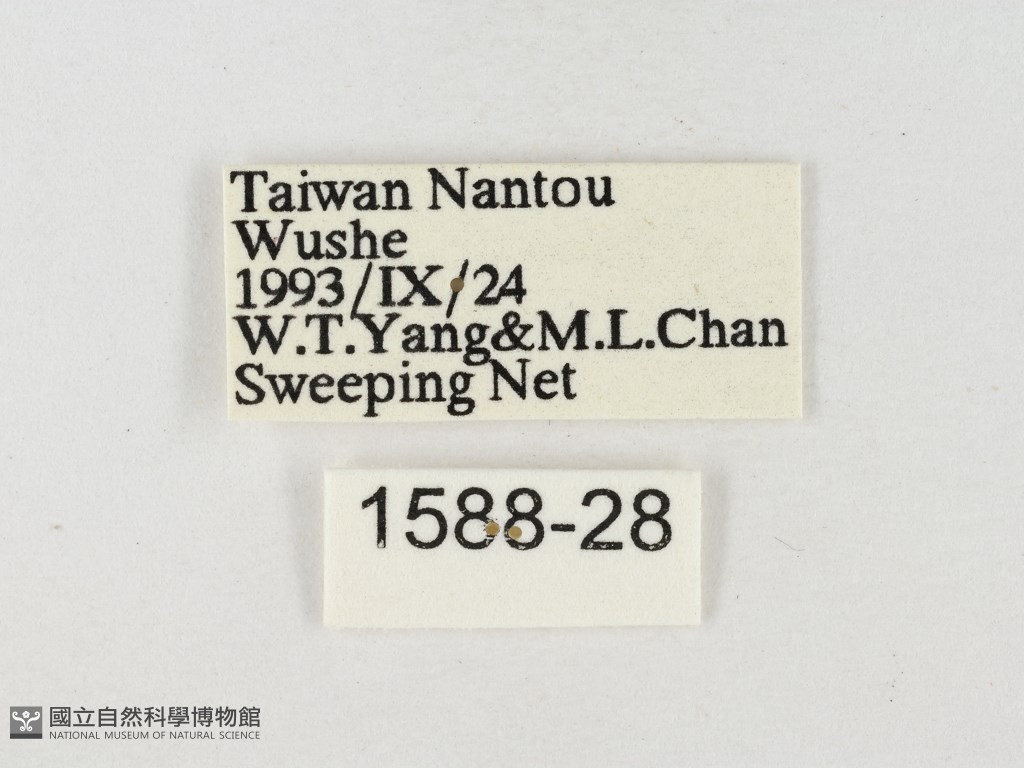 Taiwan Nantou
Wushe
1993/IX/24
W.T.Yang&M.L.Chan
Sweeping Net
1588-28
國立自然科學博物館
NATIONAL MUSEUM OF NATURAL SCIENCE